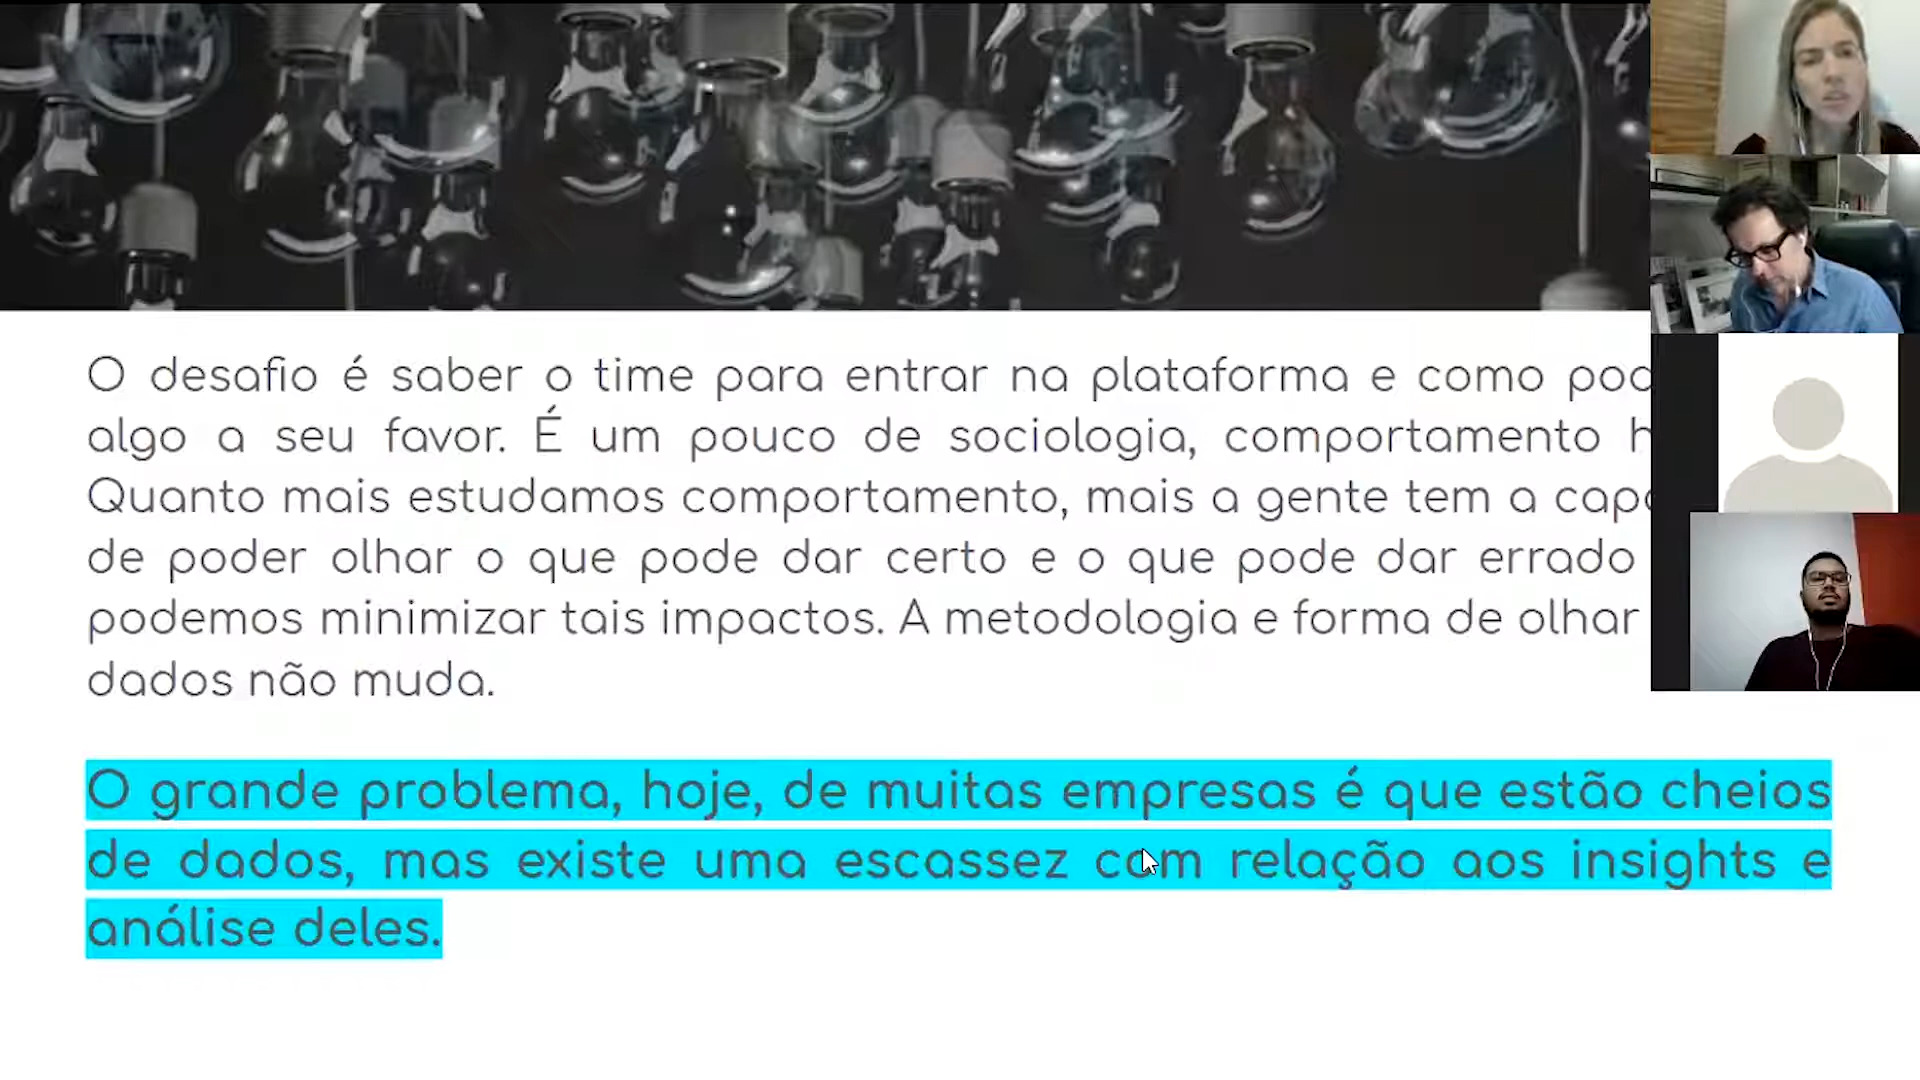 O desafio é saber o time para entrar na plataforma e como
algo a seu favor. É um pouco de sociologia, comportamento
Quanto mais estudamos comportamento, mais a gente tem a
de poder olhar o que pode dar certo e o que pode dar errado
podemos minimizar tais impactos. A metodologia e forma de olhar
dados não muda.
O grande problema, hoje, de muitas empresas é que estão cheios
de dados, mas existe uma escassez com relação aos insights e
análise deles.